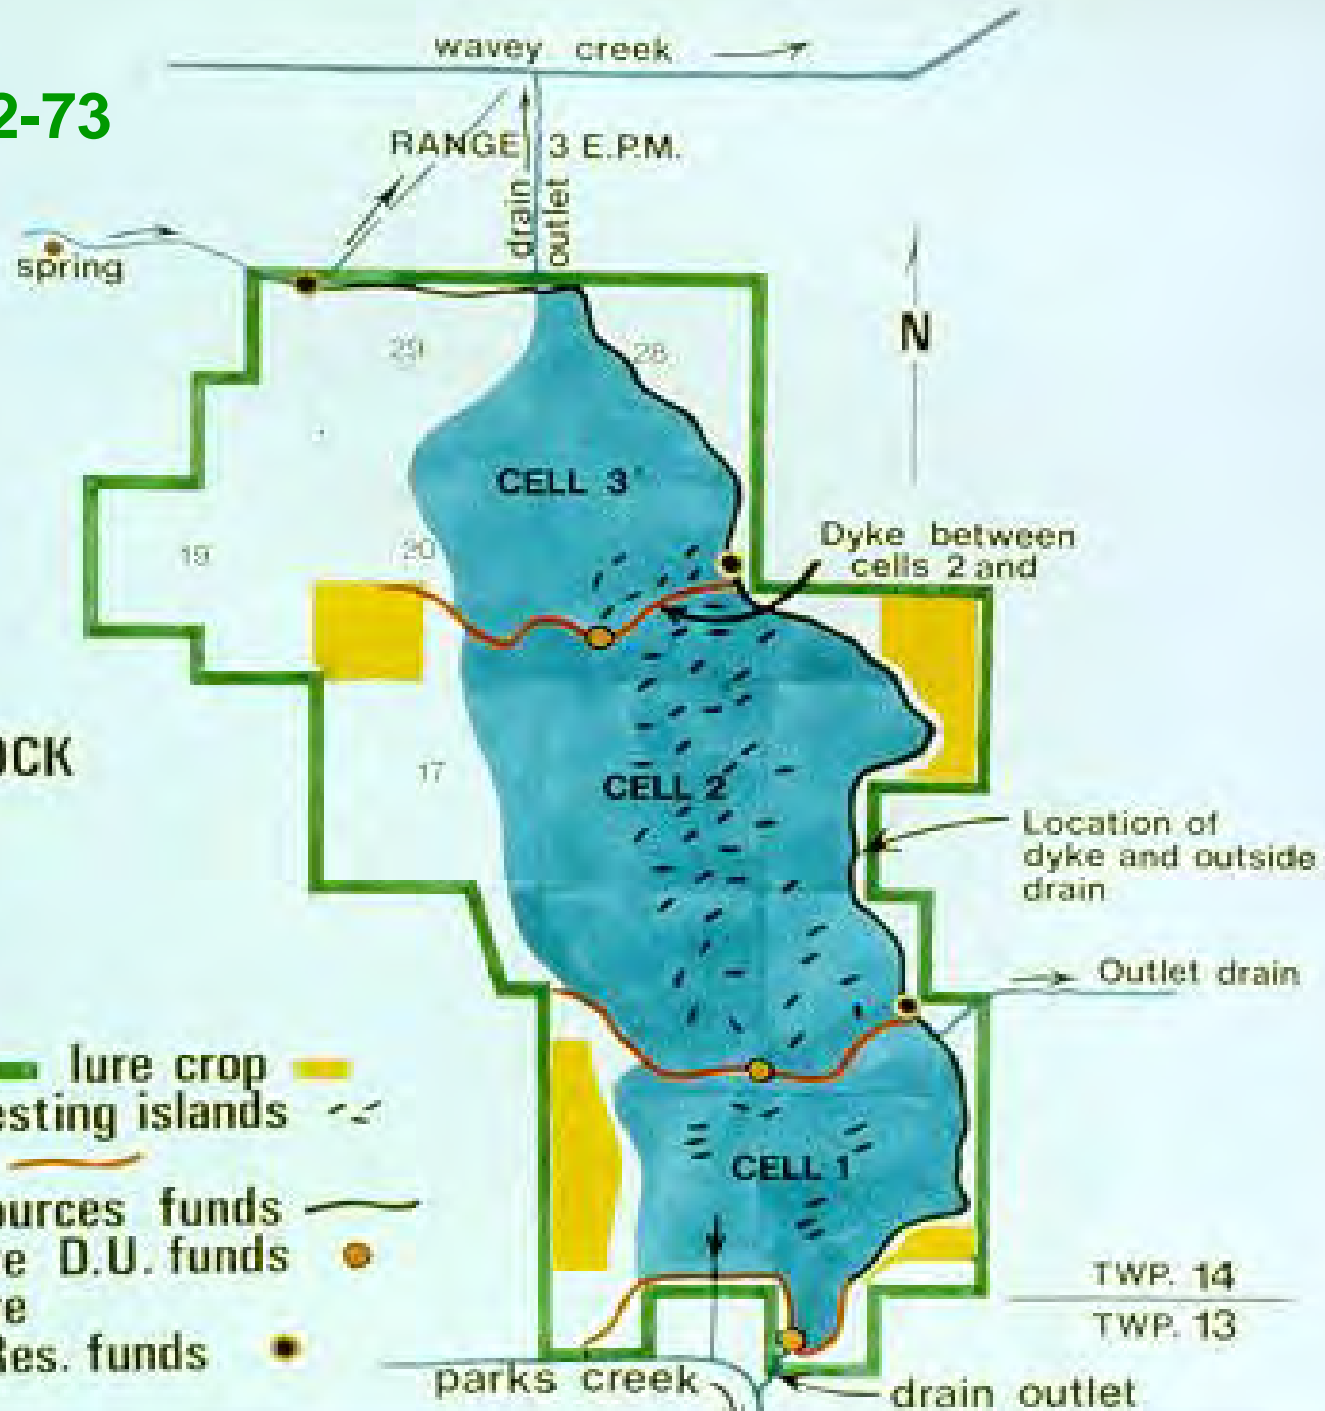 wavey creek
2-73
RANGE 3 E.P.M.
drain
outlet
spring
N
29
28
CELL 3
Dyke between
cells 2 and
19
20
OCK
17
CELL 2
Location of
dyke and outside
drain
Outlet drain
lure crop
esting islands
CELL 1
ources funds
e D.U. funds
re
Res. funds
TWP. 14
TWP. 13
parks creek
drain outlet